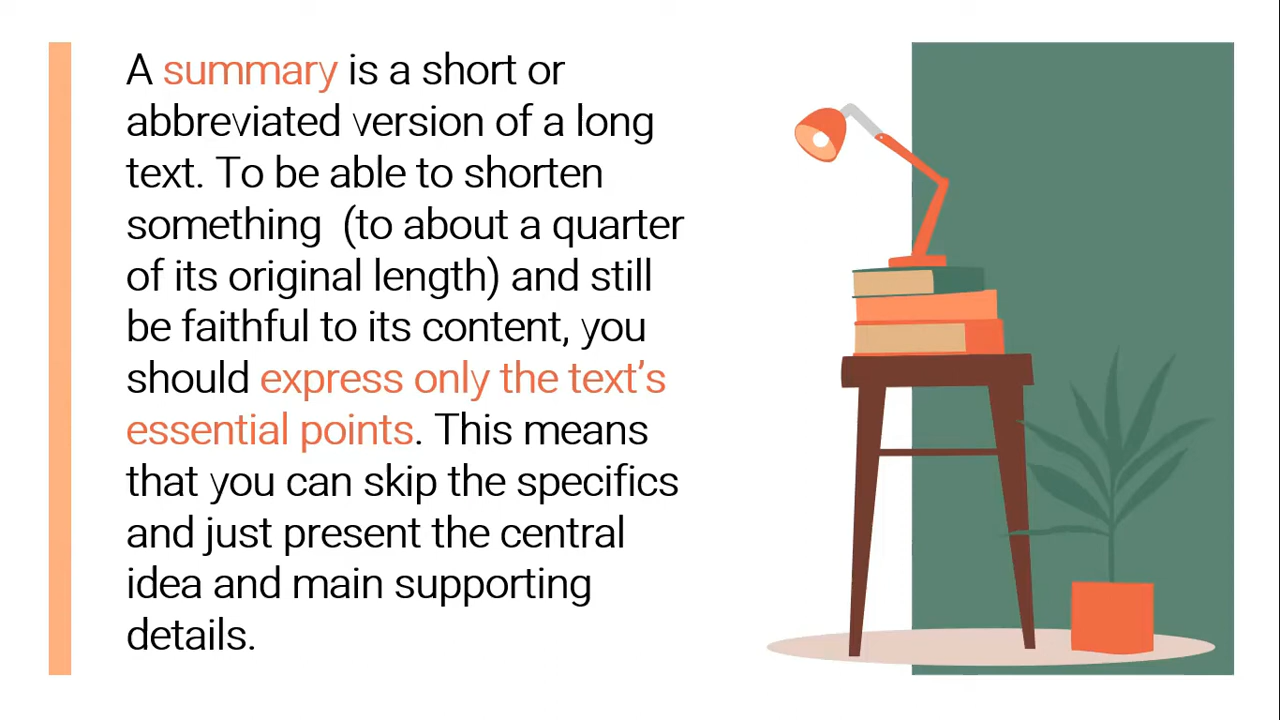 A summary is a short or
abbreviated version of a long
text. To be able to shorten
something  (to about a quarter
of its original length) and still
be faithful to its content, you
should express only the text’s
essential points. This means
that you can skip the specifics
and just present the central
idea and main supporting
details.